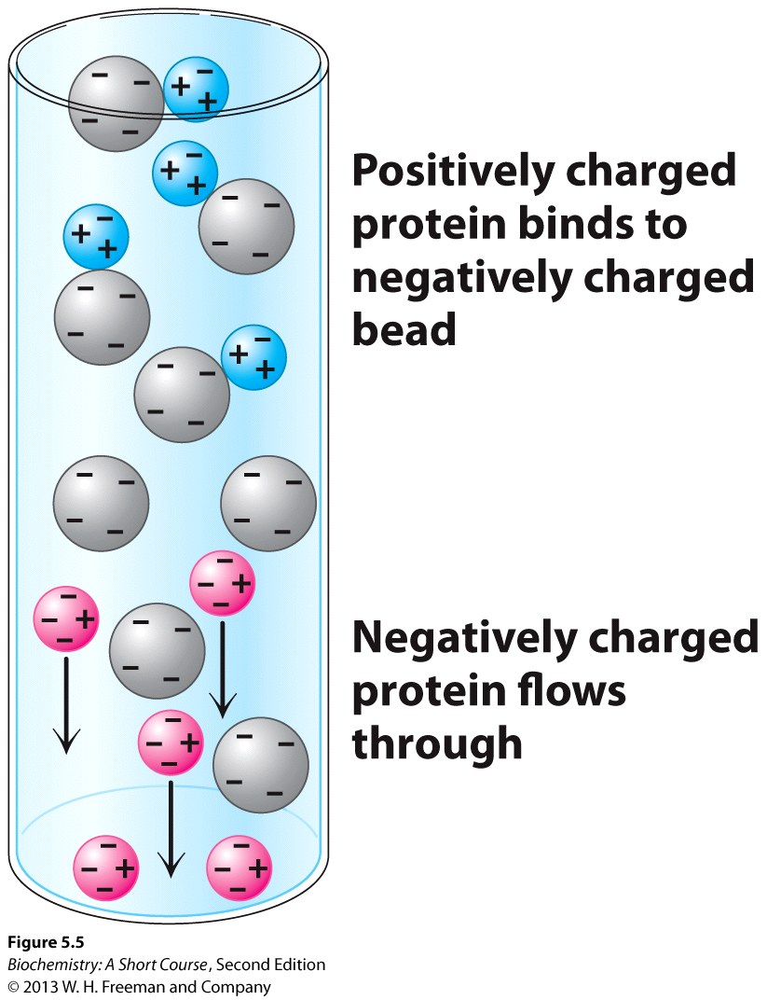 Positively charged
protein binds to
negatively charged
bead
Negatively charged
protein flows
through
Figure 5.5
Biochemistry: A Short Course, Second Edition
© 2013 W. H. Freeman and Company